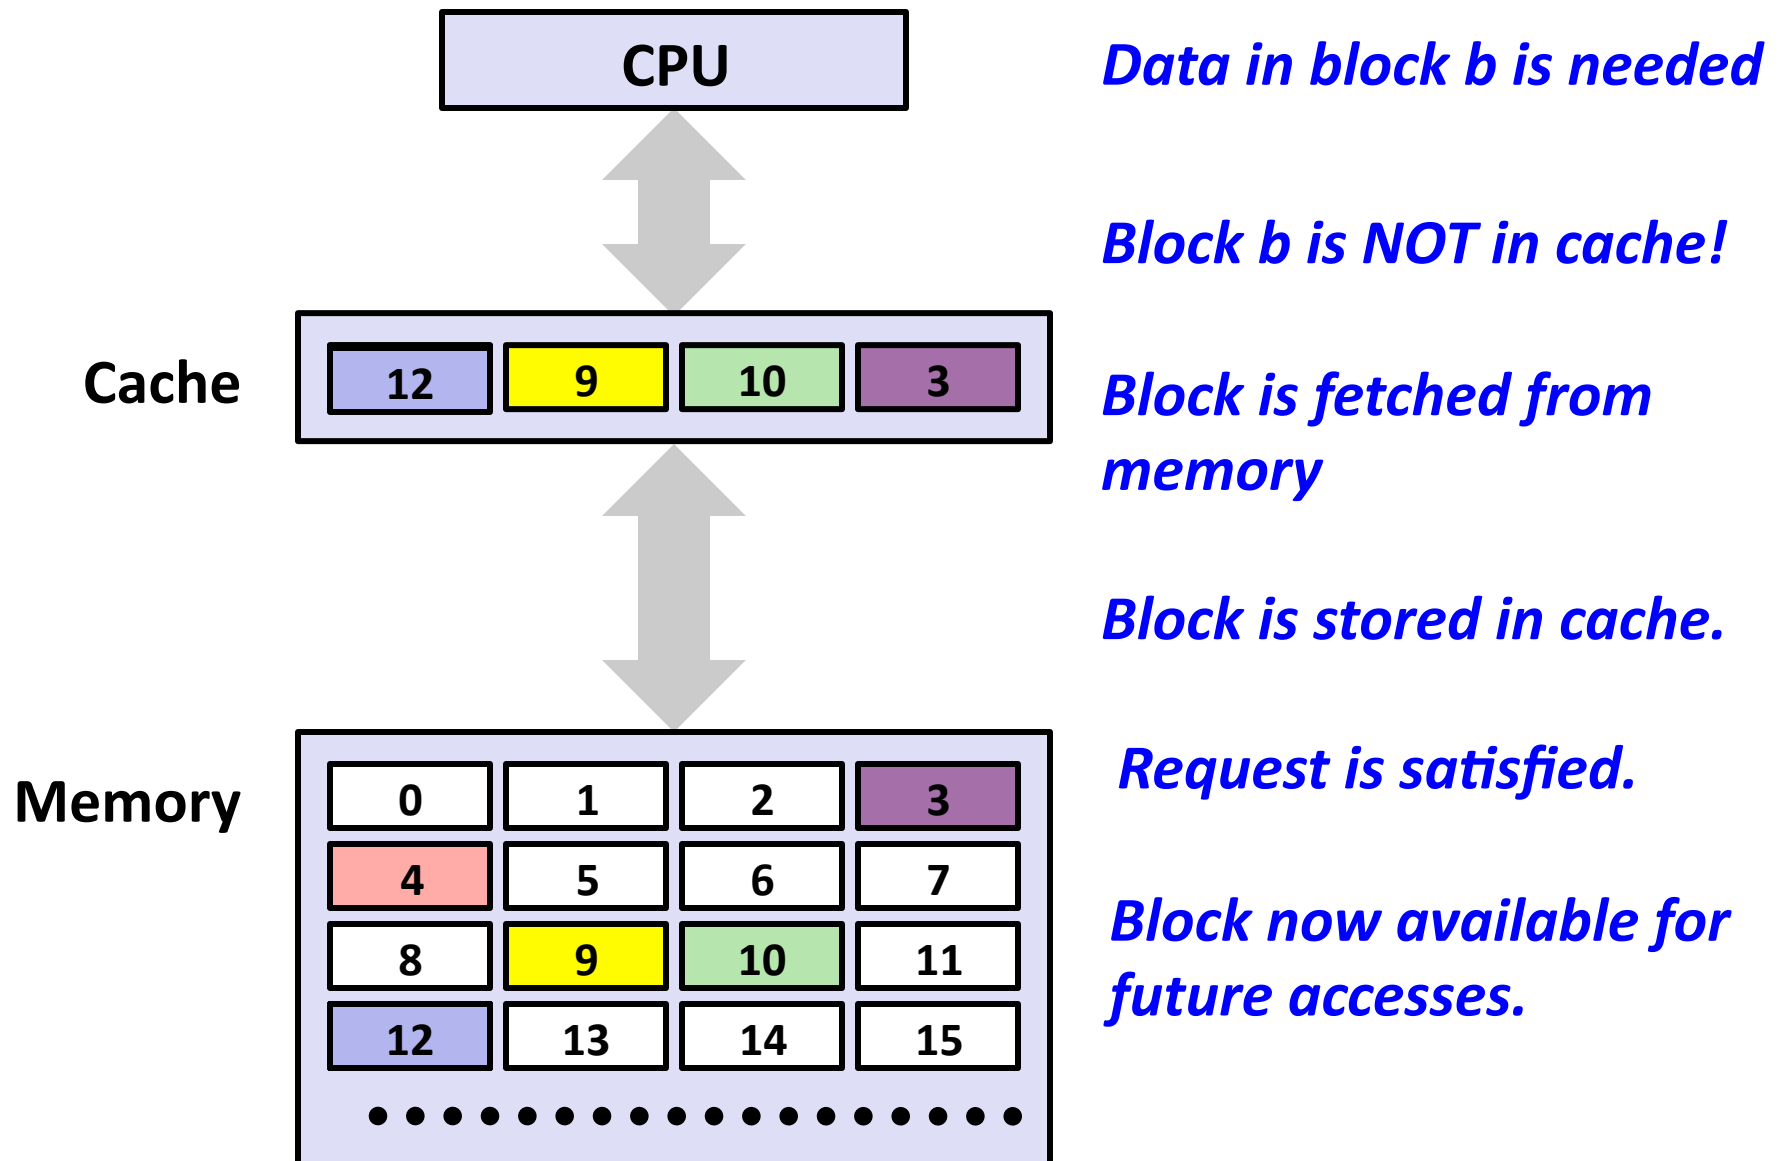 CPU
Data in block b is needed
Block b is NOT in cache!
Cache
12 9 10 3
Block is fetched from
memory
Block is stored in cache.
Memory
0 1 2 3
Request is satisfied.
4 5 6 7
8 9 10 11
Block now available for
future accesses.
12 13 14 15